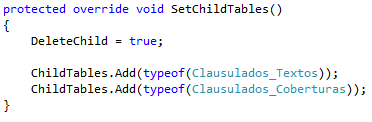 protected override void SetChildTables()
{
    DeleteChild = true;

    ChildTables.Add(typeof(Clausulados_Textos));
    ChildTables.Add(typeof(Clausulados_Coberturas));
}